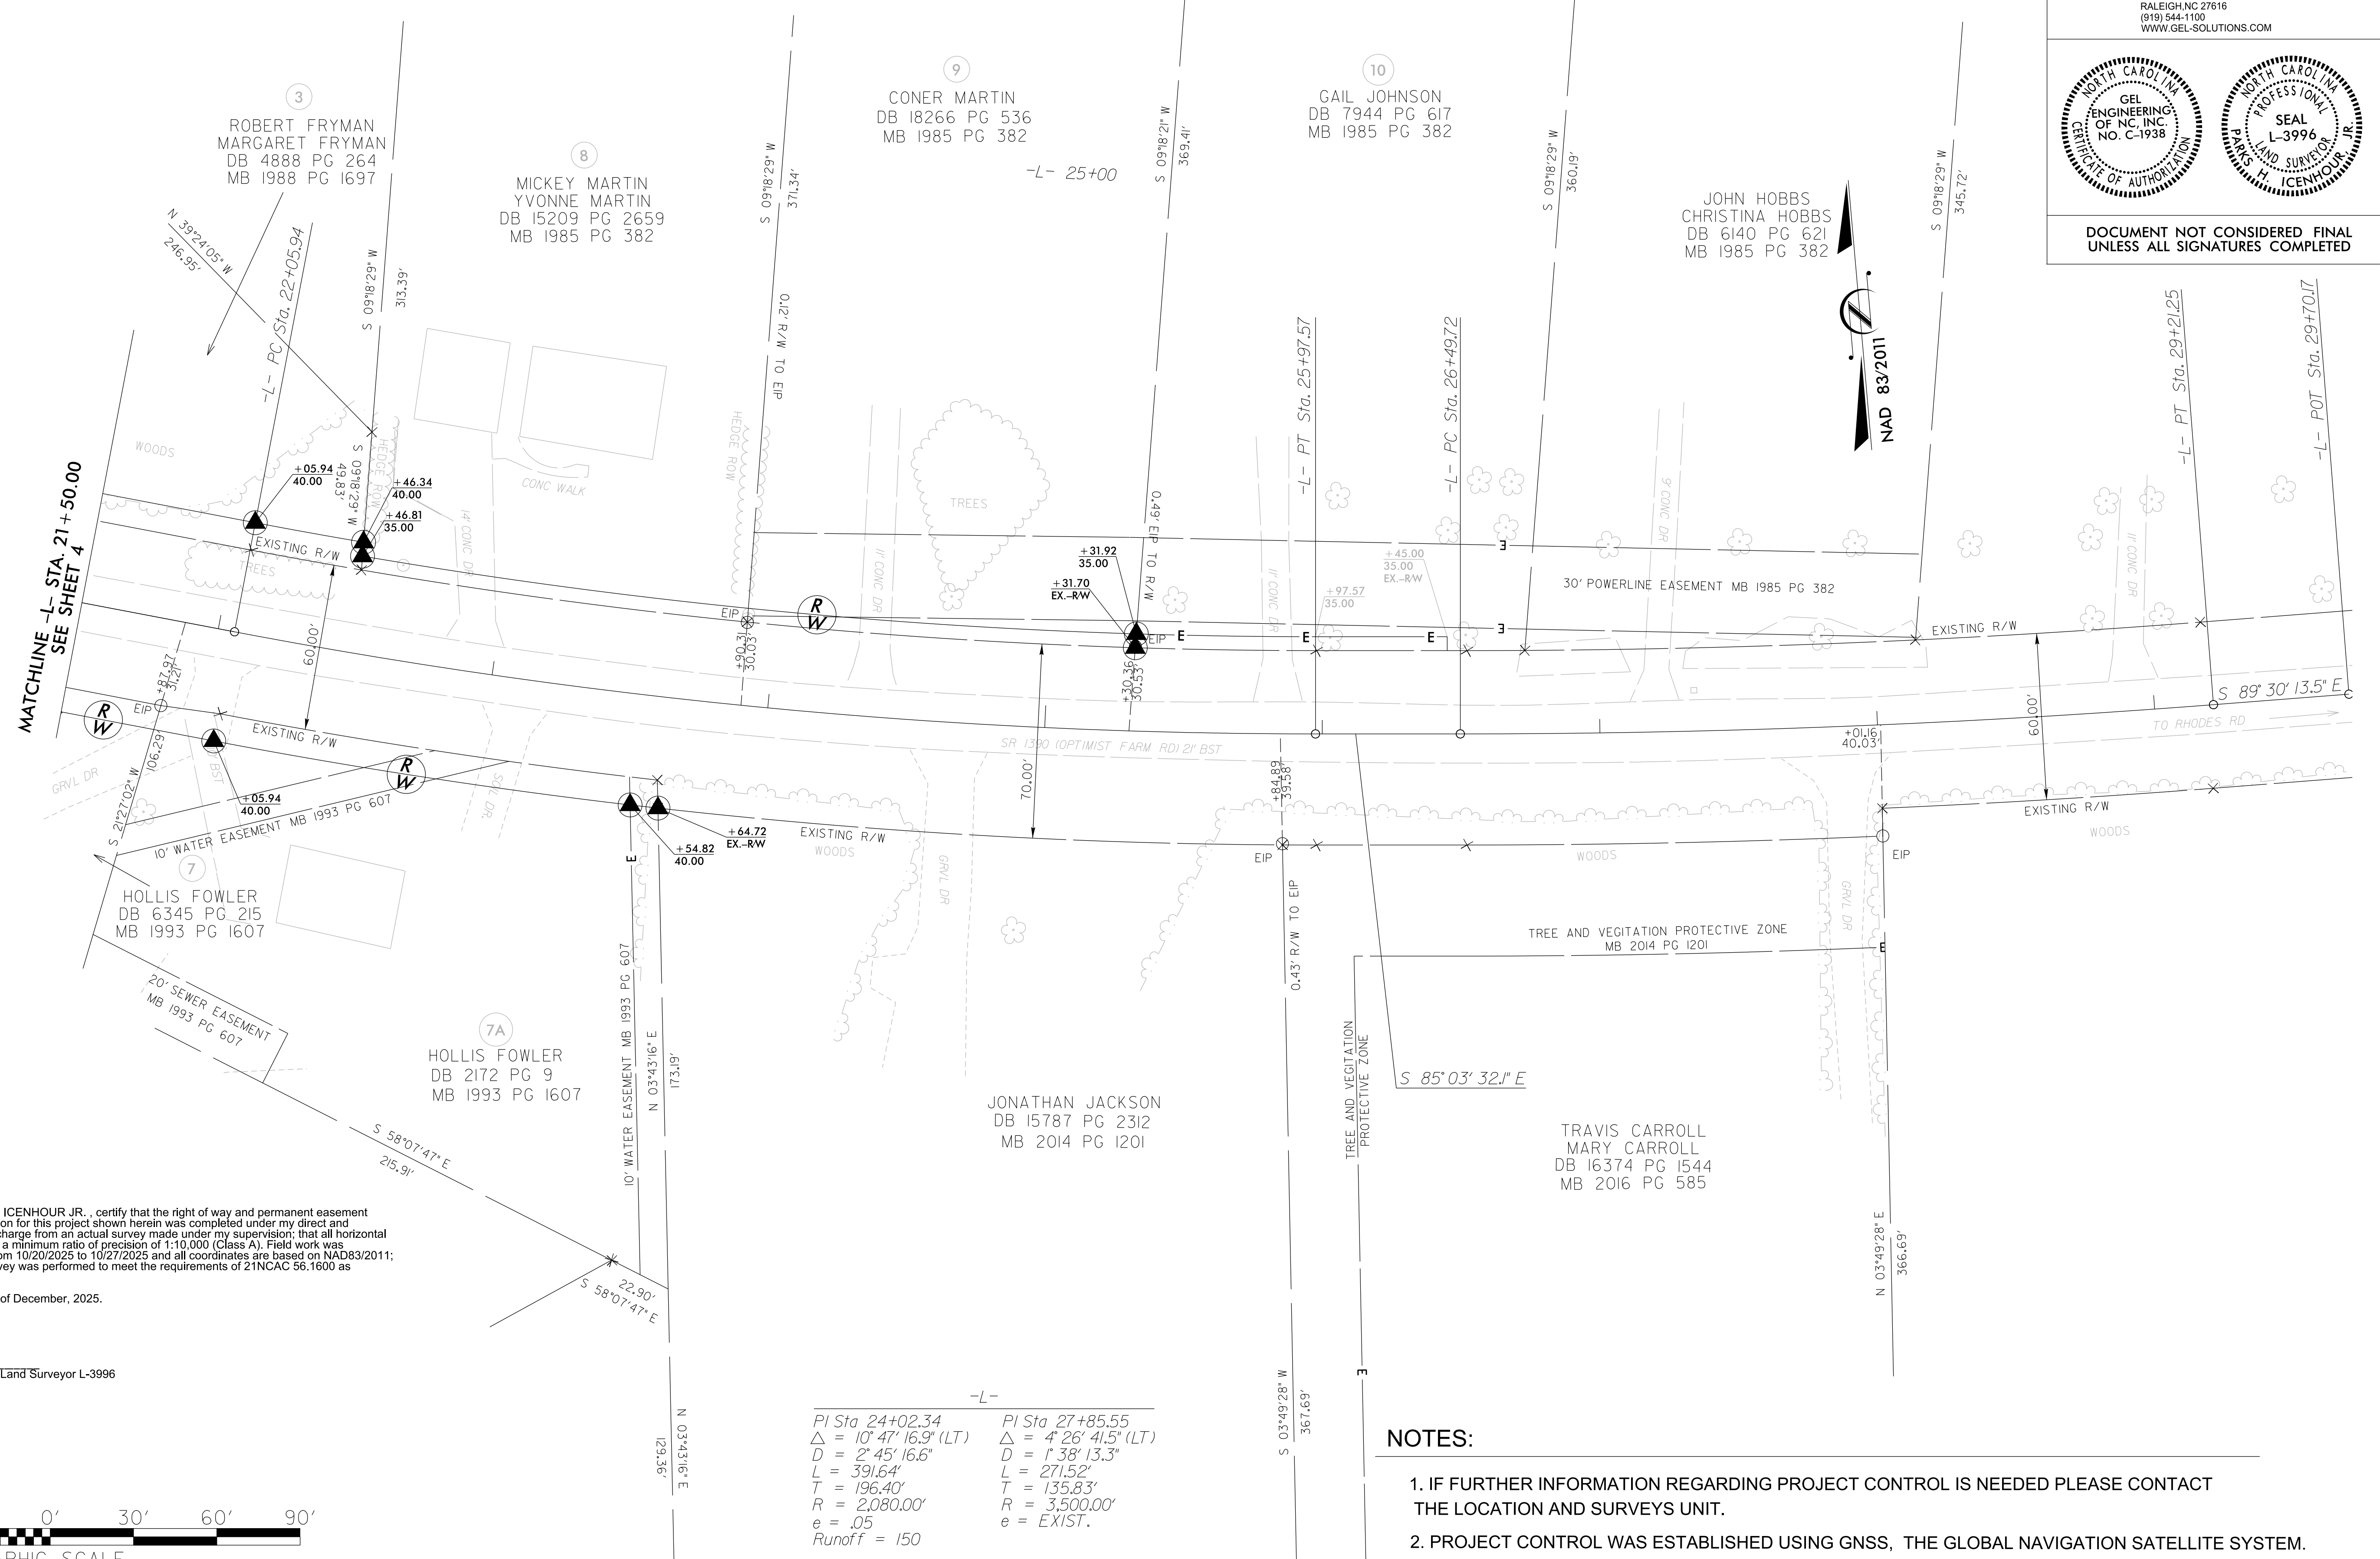 RALEIGH,NC 27616
(919) 544-1100
WWW.GEL-SOLUTIONS.COM
NORTH CAROLINA
GEL
ENGINEERING
OF NC, INC.
NO. C-1938
CERTIFICATE OF AUTHORIZATION
NORTH CAROLINA
PROFESSIONAL
SEAL
L-3996
LAND SURVEYOR
PARKS H. ICENHOUR JR.
DOCUMENT NOT CONSIDERED FINAL
UNLESS ALL SIGNATURES COMPLETED
3
ROBERT FRYMAN
MARGARET FRYMAN
DB 4888 PG 264
MB 1988 PG 1697
8
MICKEY MARTIN
YVONNE MARTIN
DB 15209 PG 2659
MB 1985 PG 382
9
CONER MARTIN
DB 18266 PG 536
MB 1985 PG 382
-L- 25+00
10
GAIL JOHNSON
DB 7944 PG 617
MB 1985 PG 382
JOHN HOBBS
CHRISTINA HOBBS
DB 6140 PG 621
MB 1985 PG 382
NAD 83/2011
N 39°24'05" W
246.95'
-L- PC Sta. 22+05.94
S 09°18'29" W
313.39'
S 09°18'29" W
371.34'
0.12' R/W TO EIP
S 09°18'21" W
369.41'
0.49' EIP TO R/W
S 09°18'29" W
360.19'
S 09°18'29" W
345.72'
-L- PT Sta. 25+97.57
-L- PC Sta. 26+49.72
-L- PT Sta. 29+21.25
-L- POT Sta. 29+70.17
MATCHLINE -L- STA. 21+50.00
SEE SHEET 4
WOODS
+05.94
40.00
S 09°18'29" W
49.83'
HEDGE ROW
+46.34
40.00
+46.81
35.00
14' CONC DR
CONC WALK
HEDGE ROW
TREES
11' CONC DR
11' CONC DR
9' CONC DR
11' CONC DR
EXISTING R/W
TREES
60.00'
EIP
+13.06
30.03'
R
W
+31.92
35.00
+31.70
EX.-R/W
EIP
+30.36
30.53'
E
E
E
E
E
+97.57
35.00
+45.00
35.00
EX.-R/W
30' POWERLINE EASEMENT MB 1985 PG 382
EXISTING R/W
S 89° 30' 13.5" E
TO RHODES RD
60.00'
+87.97
31.21'
EIP
R
W
106.29'
S 21°27'02" W
GRVL DR
BST
EXISTING R/W
R
W
+05.94
40.00
10' WATER EASEMENT MB 1993 PG 607
SOIL DR
SR 1390 (OPTIMIST FARM RD) 21' BST
70.00'
+84.89
39.58'
+01.16
40.03'
EXISTING R/W
WOODS
+64.72
EX.-R/W
+54.82
40.00
EXISTING R/W
WOODS
GRVL DR
EIP
WOODS
GRVL DR
EIP
7
HOLLIS FOWLER
DB 6345 PG 215
MB 1993 PG 1607
20' SEWER EASEMENT
MB 1993 PG 607
7A
HOLLIS FOWLER
DB 2172 PG 9
MB 1993 PG 1607
E
10' WATER EASEMENT MB 1993 PG 607
N 03°43'16" E
173.19'
0.43' R/W TO EIP
TREE AND VEGITATION PROTECTIVE ZONE
MB 2014 PG 1201
E
TREE AND VEGITATION
PROTECTIVE ZONE
S 85° 03' 32.1" E
JONATHAN JACKSON
DB 15787 PG 2312
MB 2014 PG 1201
TRAVIS CARROLL
MARY CARROLL
DB 16374 PG 1544
MB 2016 PG 585
S 58°07'47" E
215.91'
22.90'
S 58°07'47" E
N 03°43'16" E
129.36'
S 03°49'28" W
367.69'
E
N 03°49'28" E
366.69'
ICENHOUR JR. , certify that the right of way and permanent easement
on for this project shown herein was completed under my direct and
charge from an actual survey made under my supervision; that all horizontal
a minimum ratio of precision of 1:10,000 (Class A). Field work was
om 10/20/2025 to 10/27/2025 and all coordinates are based on NAD83/2011;
vey was performed to meet the requirements of 21NCAC 56.1600 as
of December, 2025.
Land Surveyor L-3996
0' 30' 60' 90'
PHIC SCALE
-L-
PI Sta 24+02.34
△ = 10° 47' 16.9" (LT)
D = 2° 45' 16.6"
L = 391.64'
T = 196.40'
R = 2,080.00'
e = .05
Runoff = 150
PI Sta 27+85.55
△ = 4° 26' 41.5" (LT)
D = 1° 38' 13.3"
L = 271.52'
T = 135.83'
R = 3,500.00'
e = EXIST.
NOTES:
1. IF FURTHER INFORMATION REGARDING PROJECT CONTROL IS NEEDED PLEASE CONTACT
THE LOCATION AND SURVEYS UNIT.
2. PROJECT CONTROL WAS ESTABLISHED USING GNSS, THE GLOBAL NAVIGATION SATELLITE SYSTEM.